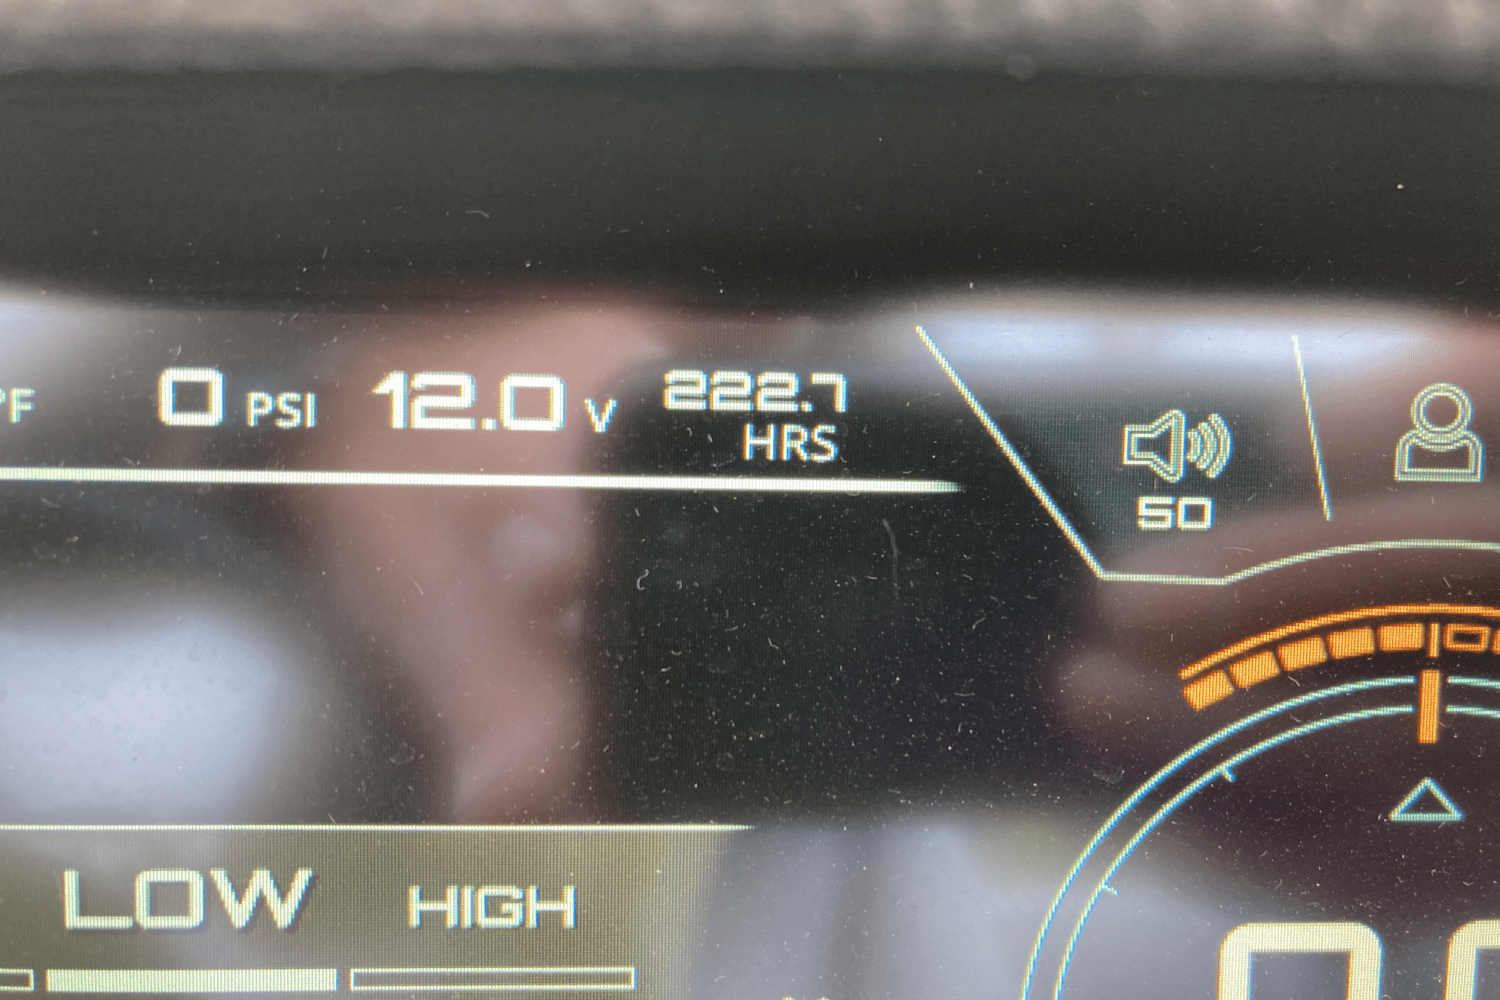 °F 0 PSI 12.0 V 222.7
HRS
50
LOW HIGH